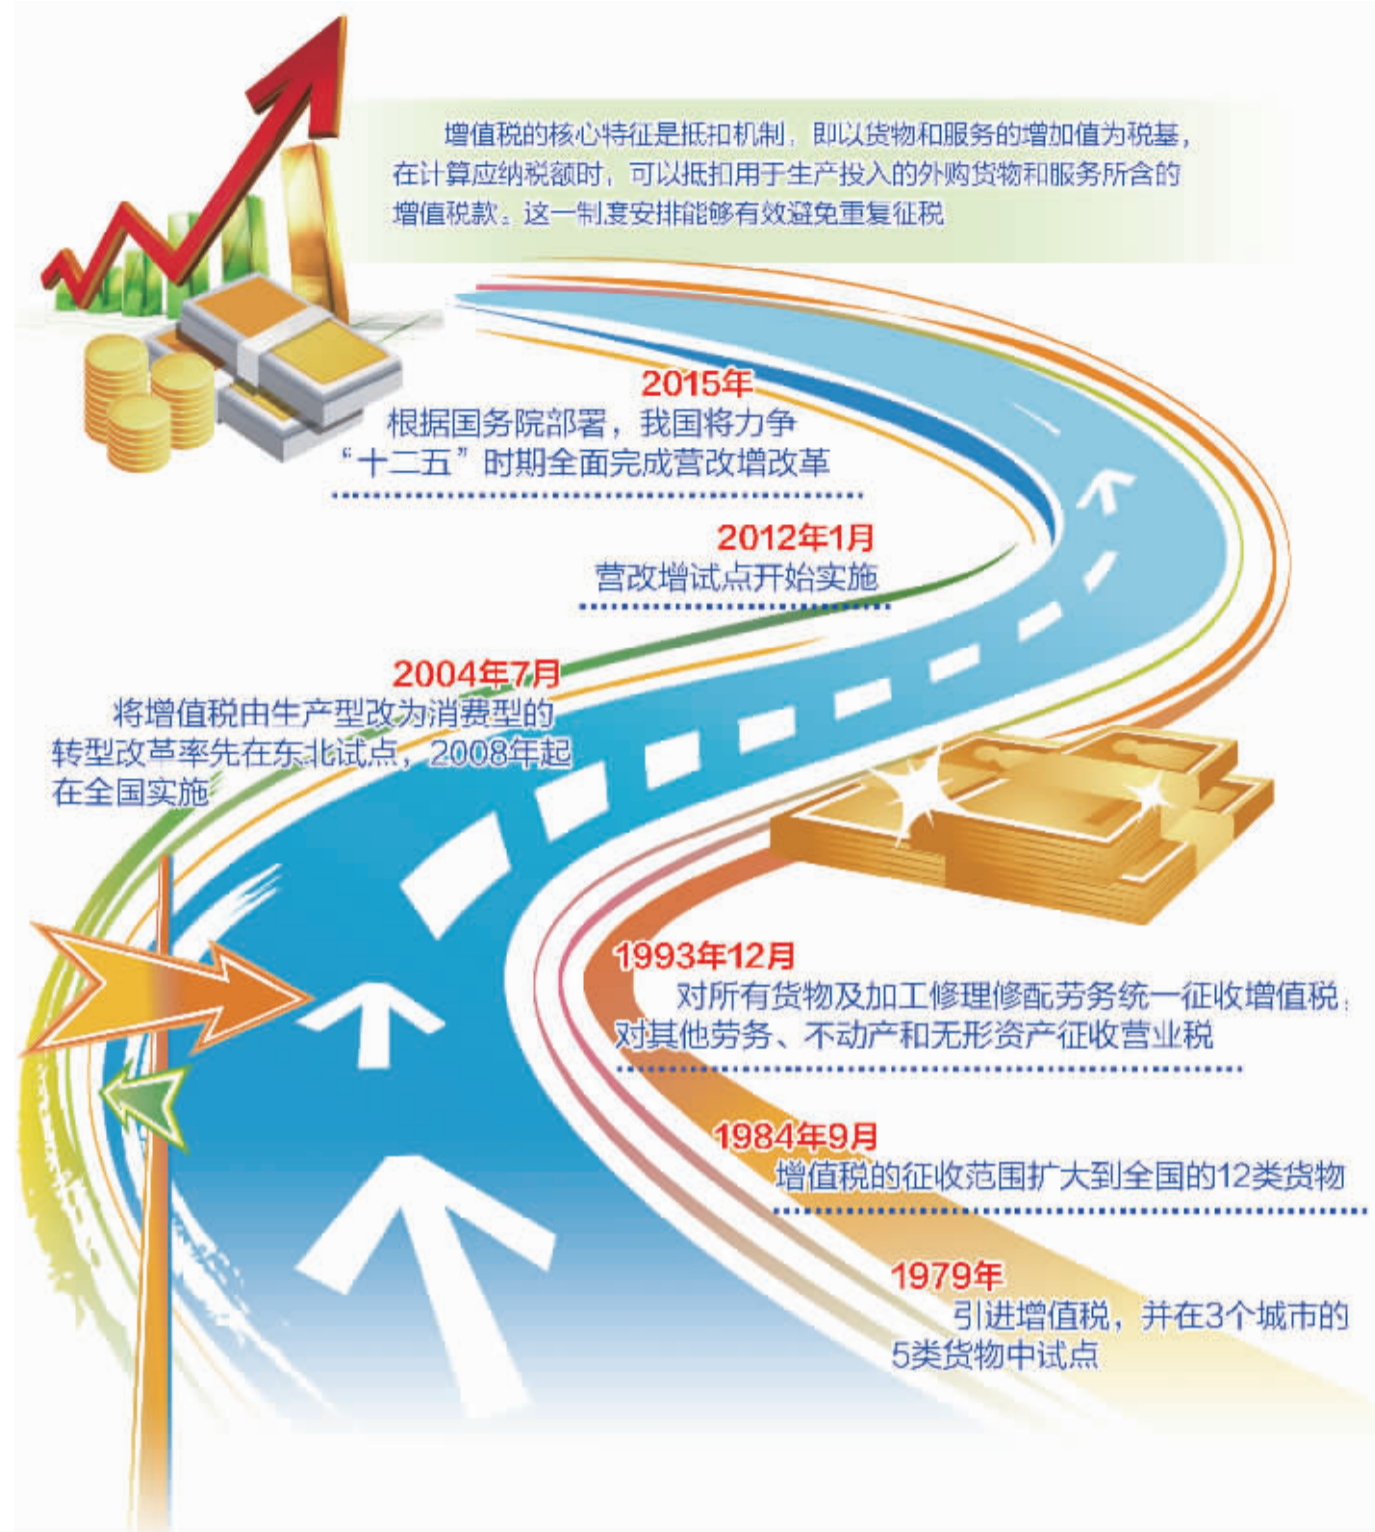 增值税的核心特征是抵扣机制，即以货物和服务的增加值为税基，
在计算应纳税额时，可以抵扣用于生产投入的外购货物和服务所含的
增值税款。这一制度安排能够有效避免重复征税
2015年
根据国务院部署，我国将力争
“十二五”时期全面完成营改增改革
2012年1月
营改增试点开始实施
2004年7月
将增值税由生产型改为消费型的
转型改革率先在东北试点，2008年起
在全国实施
1993年12月
对所有货物及加工修理修配劳务统一征收增值税，
对其他劳务、不动产和无形资产征收营业税
1984年9月
增值税的征收范围扩大到全国的12类货物
1979年
引进增值税，并在3个城市的
5类货物中试点